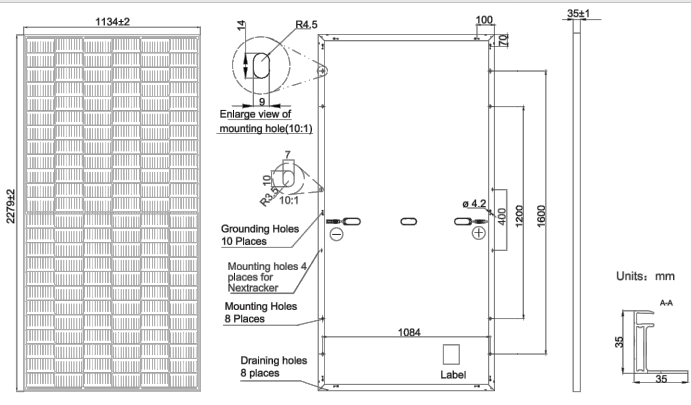 1134±2
2279±2
14
R4.5
9
Enlarge view of
mounting hole(10:1)
7
10
R3.5
10:1
Grounding Holes
10 Places
Mounting holes 4
places for
Nextracker
Mounting Holes
8 Places
Draining holes
8 places
100
70
ø 4.2
400
1200
1600
1084
Label
35±1
Units: mm
A-A
35
35